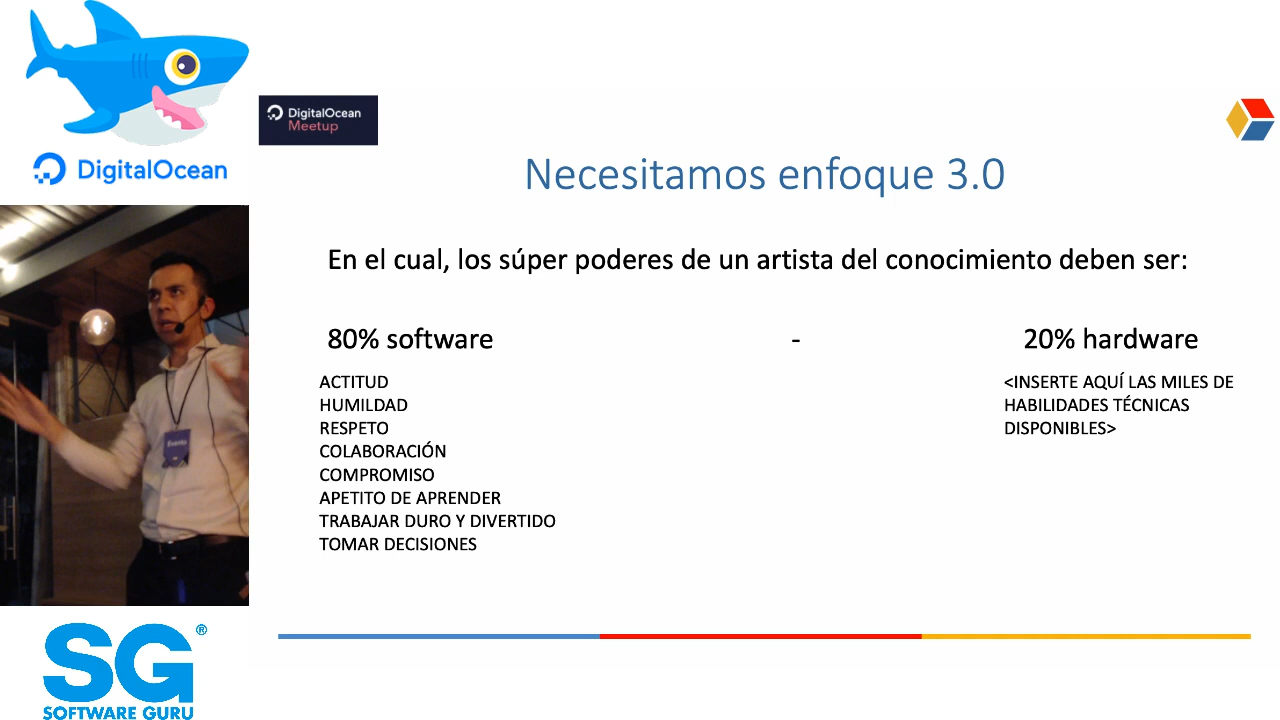 DigitalOcean
DigitalOcean
Meetup
Necesitamos enfoque 3.0
En el cual, los súper poderes de un artista del conocimiento deben ser:
80% software - 20% hardware
ACTITUD
HUMILDAD
RESPETO
COLABORACIÓN
COMPROMISO
APETITO DE APRENDER
TRABAJAR DURO Y DIVERTIDO
TOMAR DECISIONES
<INSERTE AQUÍ LAS MILES DE
HABILIDADES TÉCNICAS
DISPONIBLES>
Evento
SG®
SOFTWARE GURU